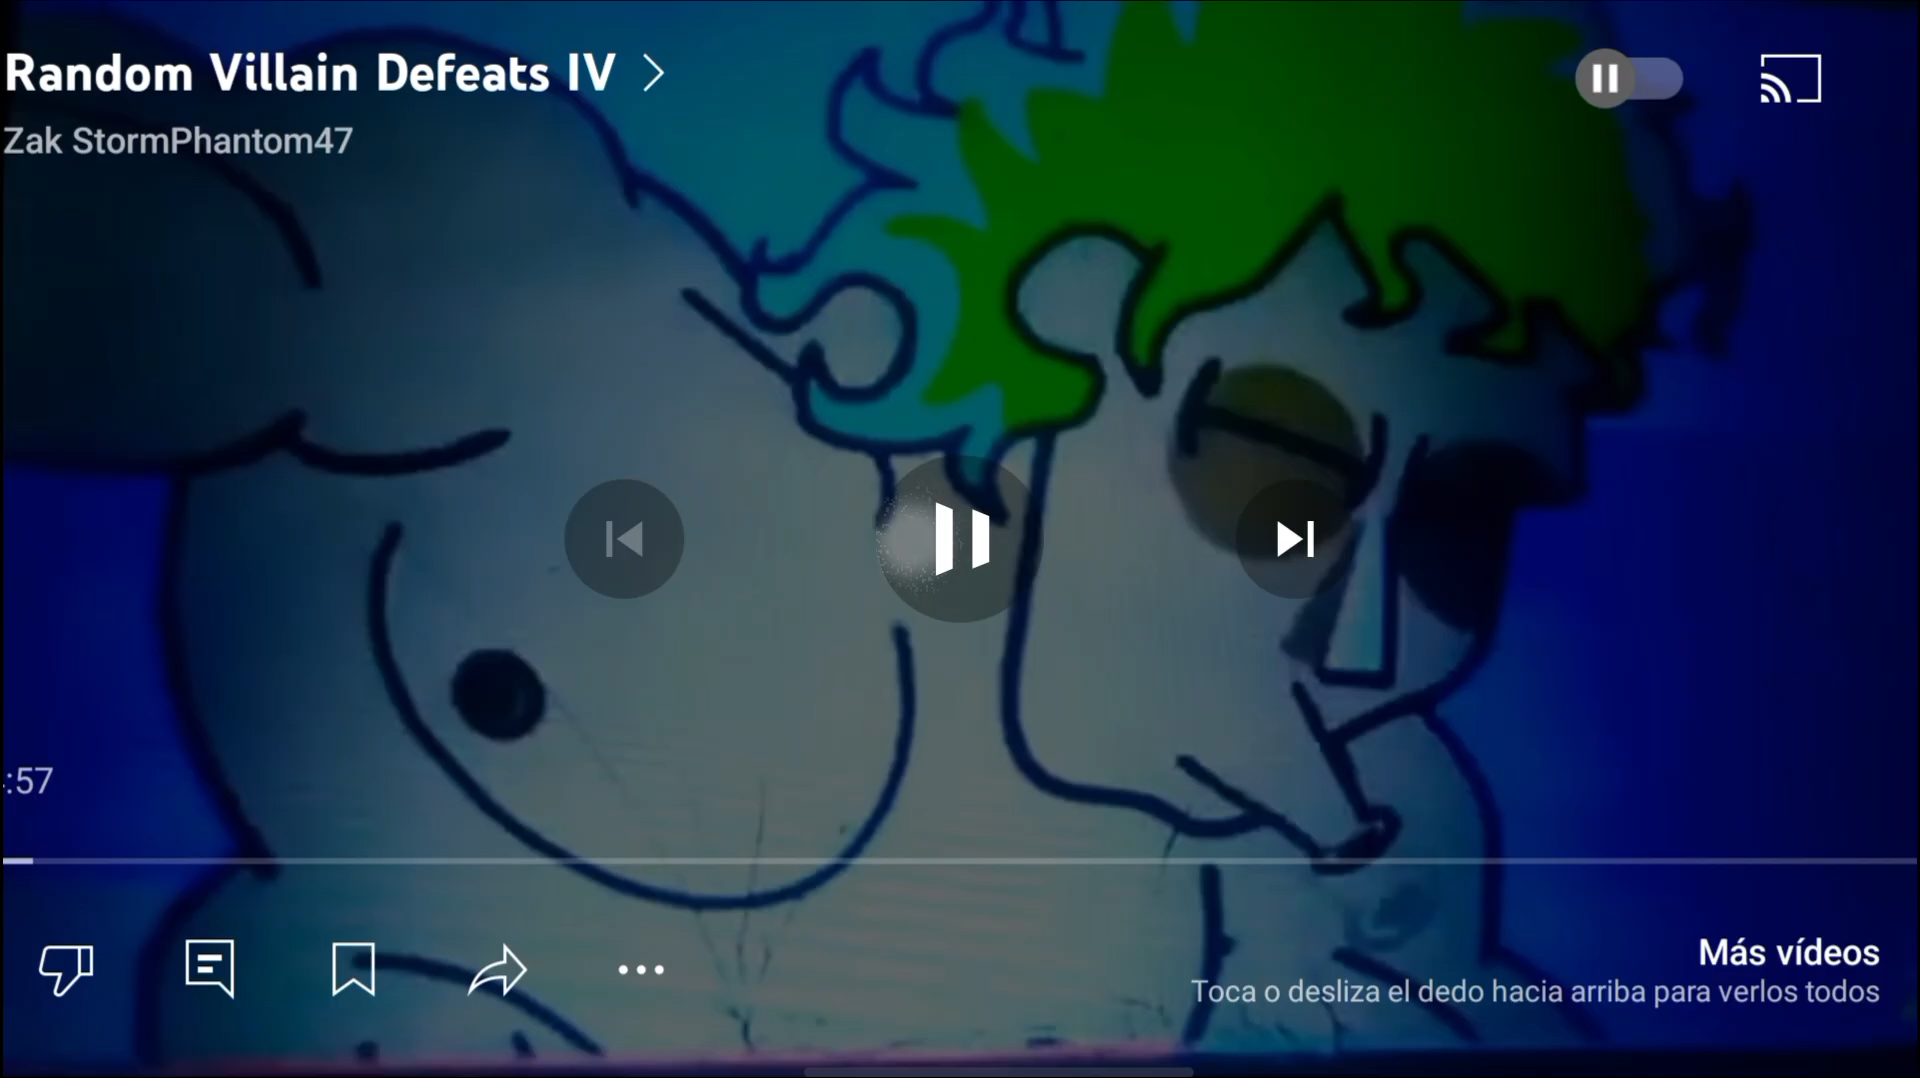 Random Villain Defeats IV
Zak StormPhantom47
:57
Más vídeos
Toca o desliza el dedo hacia arriba para verlos todos